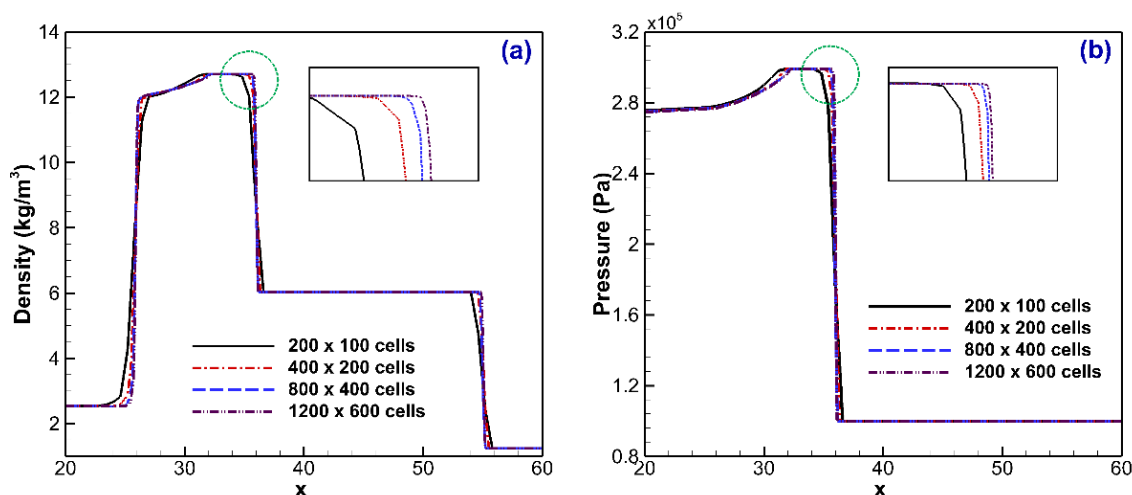 (a)
Density (kg/m³)
14
12
10
8
6
4
2
20
30
40
50
60
x
200 x 100 cells
400 x 200 cells
800 x 400 cells
1200 x 600 cells
(b)
x10⁵
Pressure (Pa)
3.2
2.8
2.4
2
1.6
1.2
0.8
20
30
40
50
60
x
200 x 100 cells
400 x 200 cells
800 x 400 cells
1200 x 600 cells